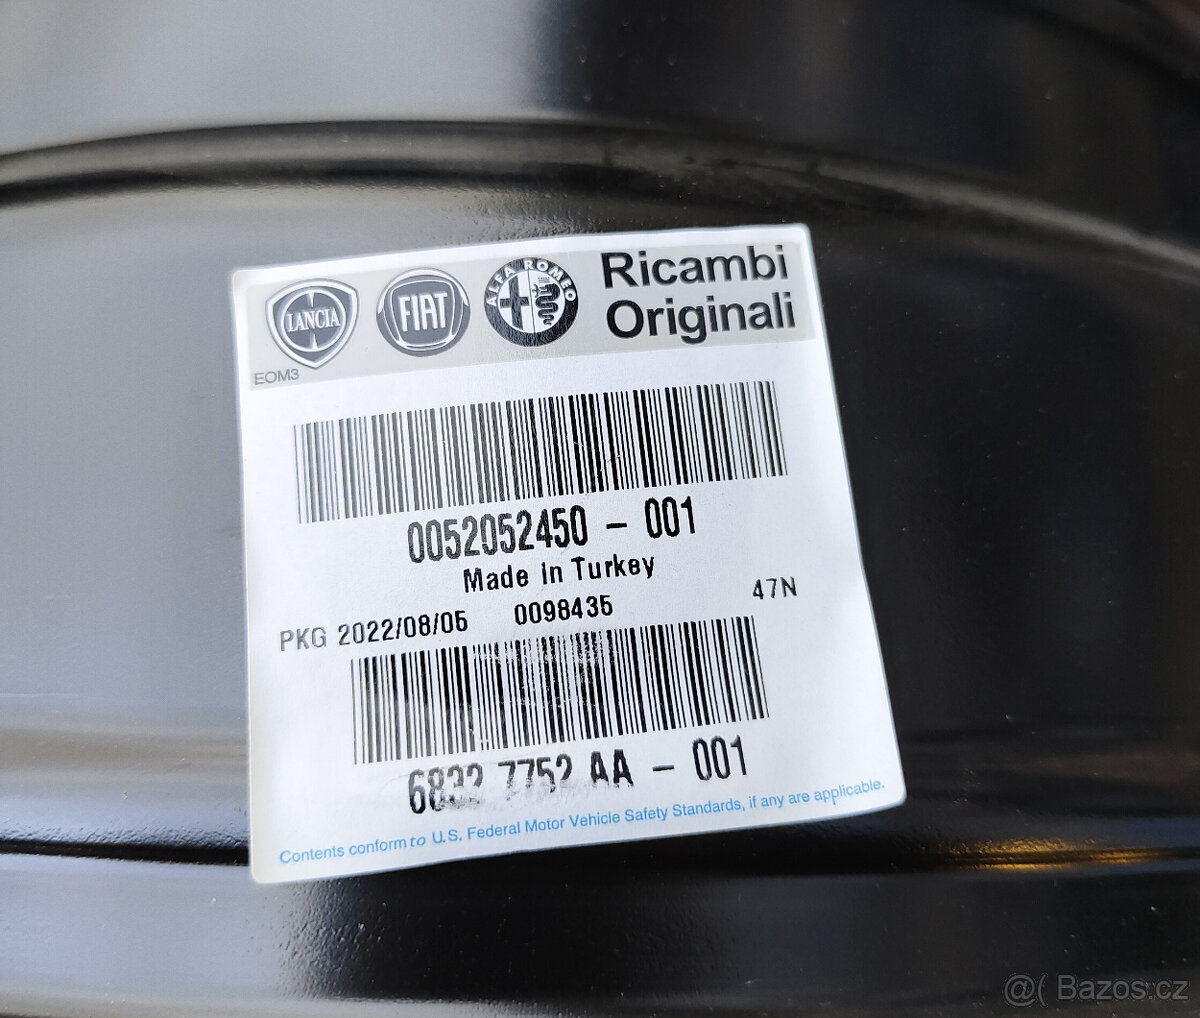 LANCIA
FIAT
ALFA ROMEO
Ricambi
Originali
EOM3
0052052450 - 001
Made in Turkey
PKG 2022/08/05 0098435 47N
6832 7752 AA - 001
Contents conform to U.S. Federal Motor Vehicle Safety Standards, if any are applicable.
@( Bazos.cz